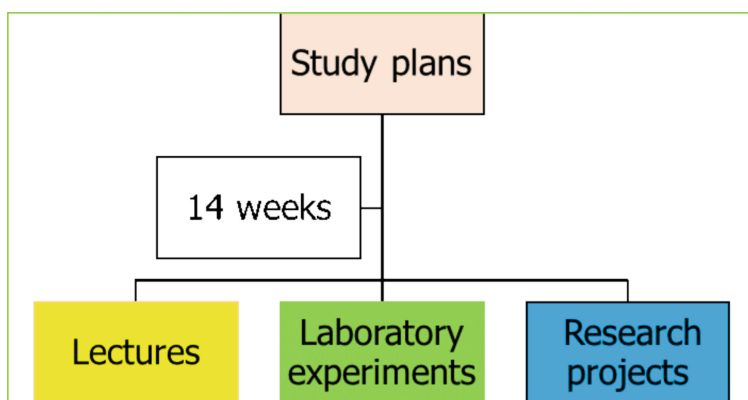 Study plans
14 weeks
Lectures
Laboratory
experiments
Research
projects